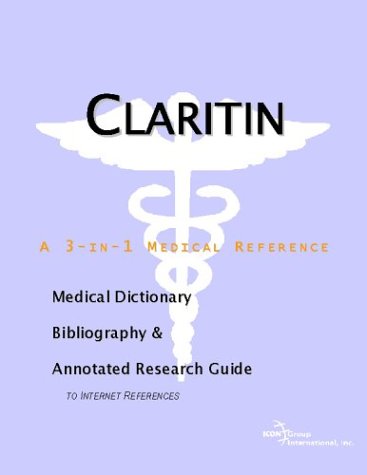 CLARITIN
A 3-IN-1 MEDICAL REFERENCE
Medical Dictionary
Bibliography &
Annotated Research Guide
TO INTERNET REFERENCES
ICON Group
International, Inc.